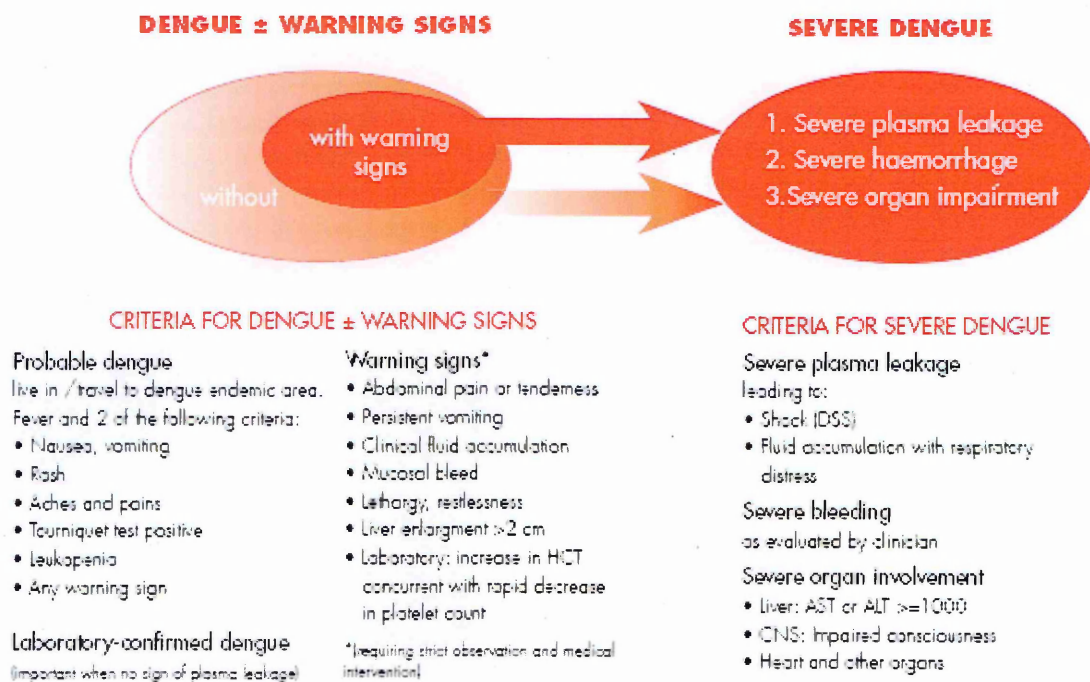 DENGUE ± WARNING SIGNS
SEVERE DENGUE
with warning
signs
without
1. Severe plasma leakage
2. Severe haemorrhage
3.Severe organ impairment
CRITERIA FOR DENGUE ± WARNING SIGNS
Probable dengue
live in /travel to dengue endemic area.
Fever and 2 of the following criteria:
• Nausea, vomiting
• Rash
• Aches and pains
• Tourniquet test positive
• Leukopenia
• Any warning sign
Laboratory-confirmed dengue
(important when no sign of plasma leakage)
Warning signs*
• Abdominal pain or tenderness
• Persistent vomiting
• Clinical fluid accumulation
• Mucosal bleed
• Lethargy, restlessness
• Liver enlargment >2 cm
• Laboratory: increase in HCT
concurrent with rapid decrease
in platelet count
*(requiring strict observation and medical
intervention)
CRITERIA FOR SEVERE DENGUE
Severe plasma leakage
leading to:
• Shock (DSS)
• Fluid accumulation with respiratory
distress
Severe bleeding
as evaluated by clinician
Severe organ involvement
• Liver: AST or ALT >=1000
• CNS: Impaired consciousness
• Heart and other organs